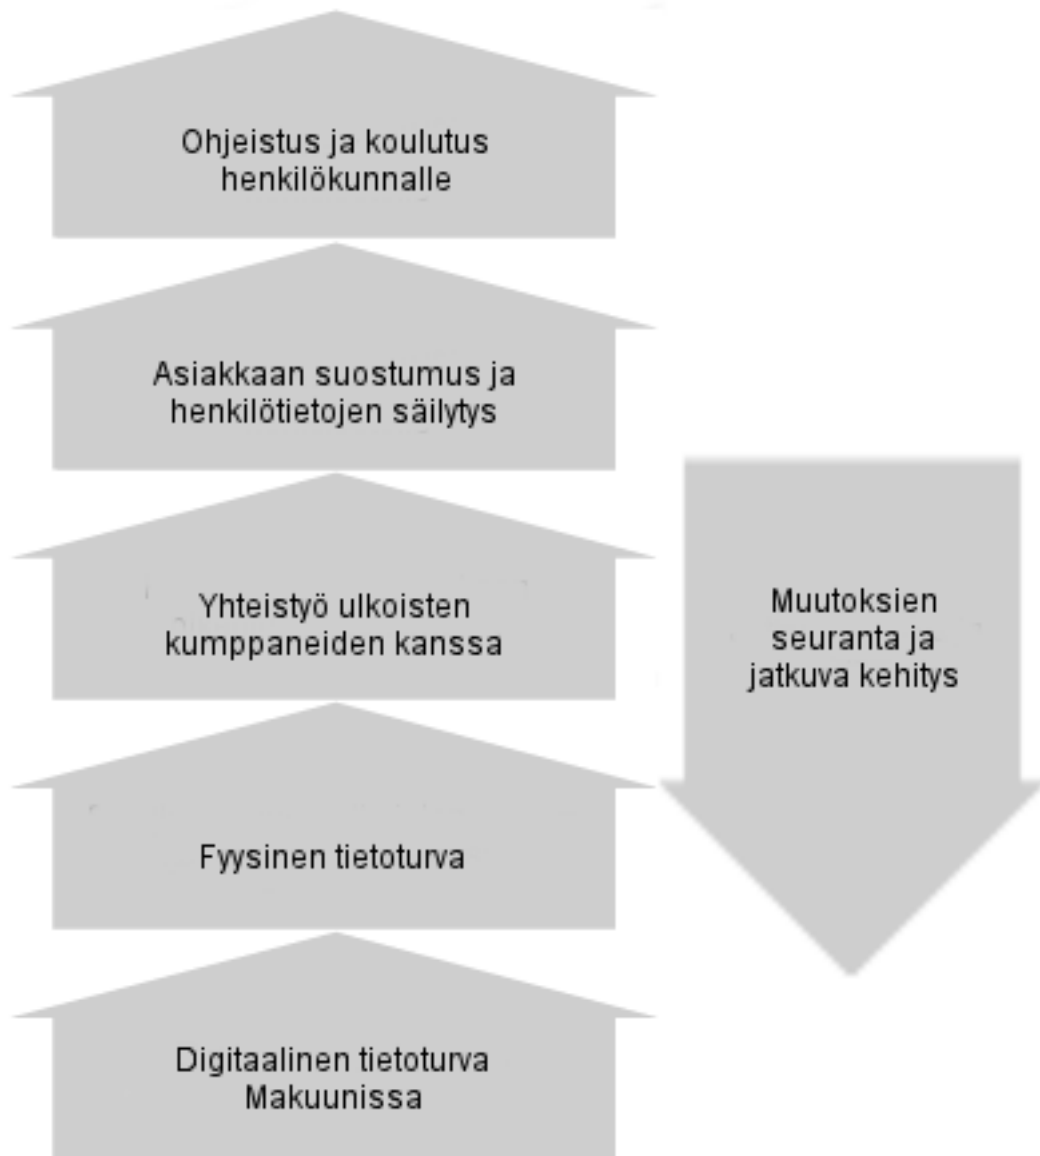 Ohjeistus ja koulutus
henkilökunnalle
Asiakkaan suostumus ja
henkilötietojen säilytys
Yhteistyö ulkoisten
kumppaneiden kanssa
Fyysinen tietoturva
Digitaalinen tietoturva
Makuunissa
Muutoksien
seuranta ja
jatkuva kehitys